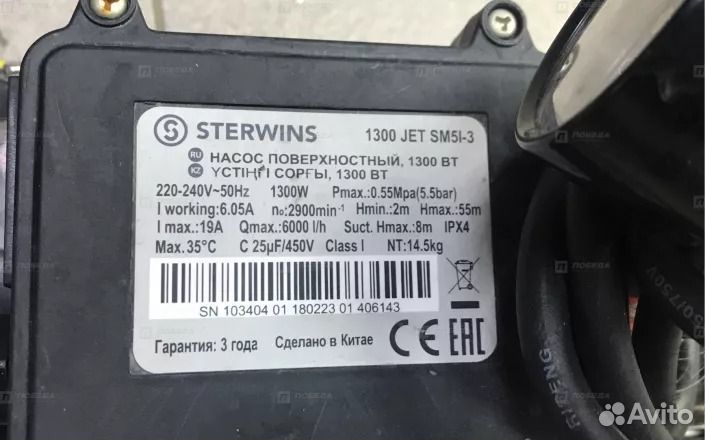 STERWINS 1300 JET SM5I-3
RU НАСОС ПОВЕРХНОСТНЫЙ, 1300 ВТ
KZ ҮСТІҢГІ СОРҒЫ, 1300 ВТ
220-240V~50Hz 1300W Pmax.:0.55Mpa(5.5bar)
I working:6.05A n₀:2900min⁻¹ Hmin.:2m Hmax.:55m
I max.:19A Qmax.:6000 l/h Suct. Hmax.:8m IPX4
Max. 35°C C 25µF/450V Class I NT:14.5kg
SN 103404 01 180223 01 406143
Гарантия: 3 года Сделано в Китае CE EAC
ПОБЕДА
Avito